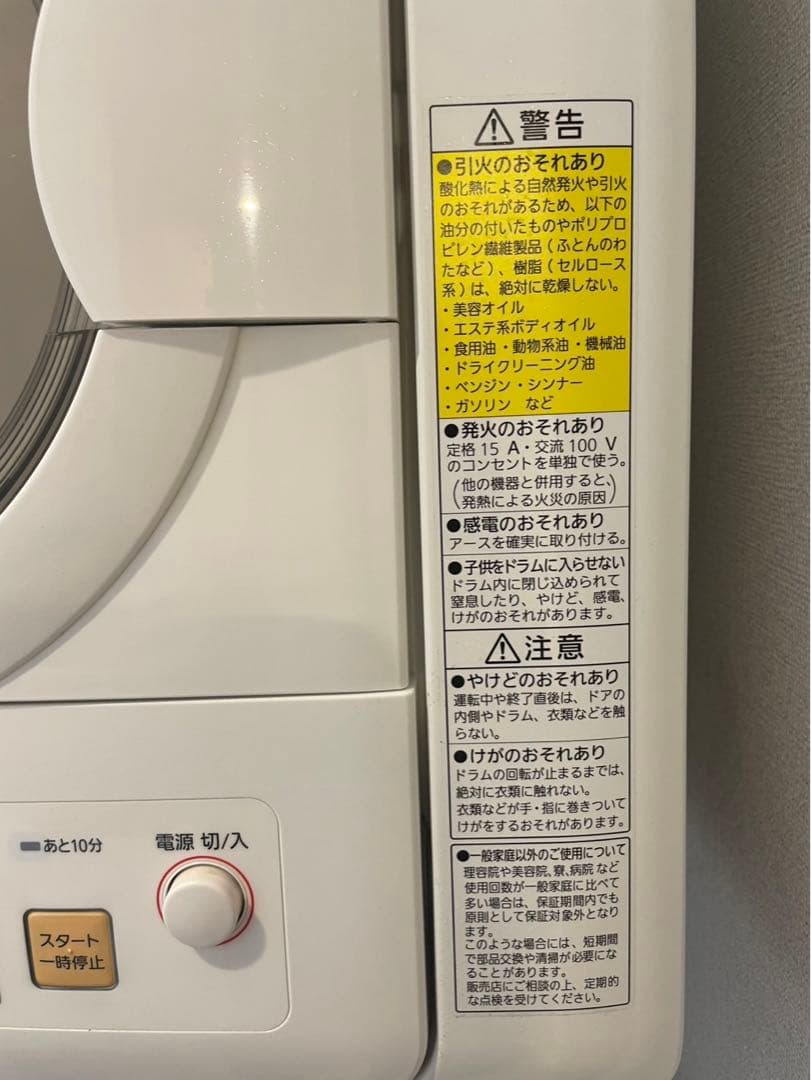 警告
●引火のおそれあり
酸化熱による自然発火や引火
のおそれがあるため、以下の
油分の付いたものやポリプロ
ピレン繊維製品(ふとんのわ
たなど)、樹脂(セルロース
系)は、絶対に乾燥しない。
・美容オイル
・エステ系ボディオイル
・食用油・動物系油・機械油
・ドライクリーニング油
・ベンジン・シンナー
・ガソリン など
●発火のおそれあり
定格15 A・交流100 V
のコンセントを単独で使う。
(他の機器と併用すると、
発熱による火災の原因)
●感電のおそれあり
アースを確実に取り付ける。
●子供をドラムに入らせない
ドラム内に閉じ込められて
窒息したり、やけど、感電、
けがのおそれがあります。
注意
●やけどのおそれあり
運転中や終了直後は、ドアの
内側やドラム、衣類などを触
らない。
●けがのおそれあり
ドラムの回転が止まるまでは、
絶対に衣類に触れない。
衣類などが手・指に巻きついて
けがをするおそれがあります。
●一般家庭以外のご使用について
理容院や美容院、寮、病院など
使用回数が一般家庭に比べて
多い場合は、保証期間内でも
原則として保証対象外となり
ます。
このような場合には、短期間
で部品交換や清掃が必要にな
ることがあります。
販売店にご相談の上、定期的
な点検を受けてください。
あと10分
電源 切/入
スタート
一時停止